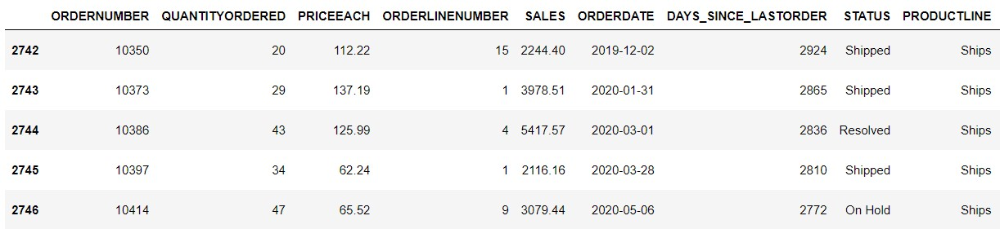 ORDERNUMBER QUANTITYORDERED PRICEEACH ORDERLINENUMBER SALES ORDERDATE DAYS_SINCE_LASTORDER STATUS PRODUCTLINE
2742 10350 20 112.22 15 2244.40 2019-12-02 2924 Shipped Ships
2743 10373 29 137.19 1 3978.51 2020-01-31 2865 Shipped Ships
2744 10386 43 125.99 4 5417.57 2020-03-01 2836 Resolved Ships
2745 10397 34 62.24 1 2116.16 2020-03-28 2810 Shipped Ships
2746 10414 47 65.52 9 3079.44 2020-05-06 2772 On Hold Ships